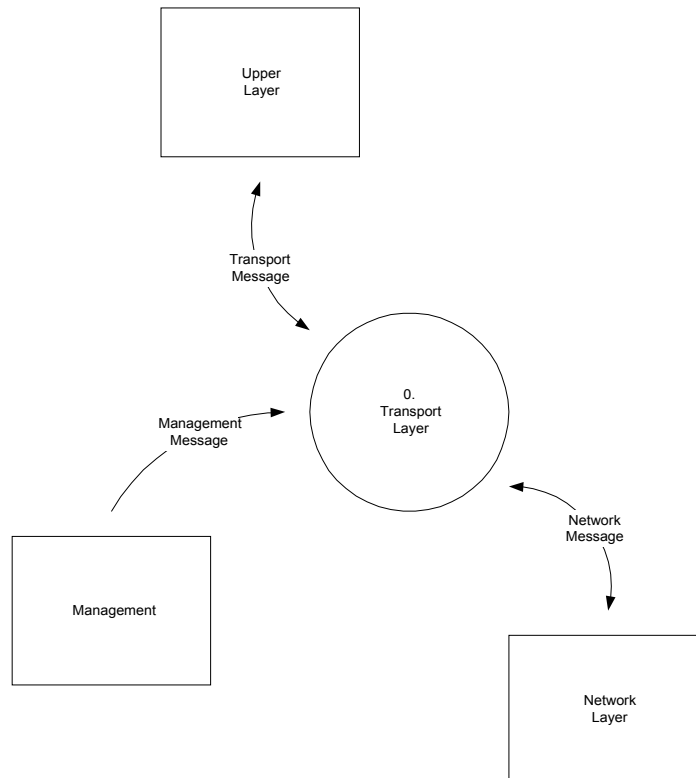 Upper
Layer
Transport
Message
0.
Transport
Layer
Management
Message
Network
Message
Management
Network
Layer